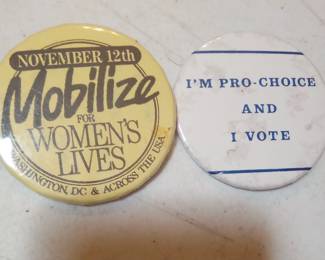 NOVEMBER 12th
Mobilize
FOR
WOMEN'S
LIVES
WASHINGTON, DC & ACROSS THE USA
I'M PRO-CHOICE
AND
I VOTE